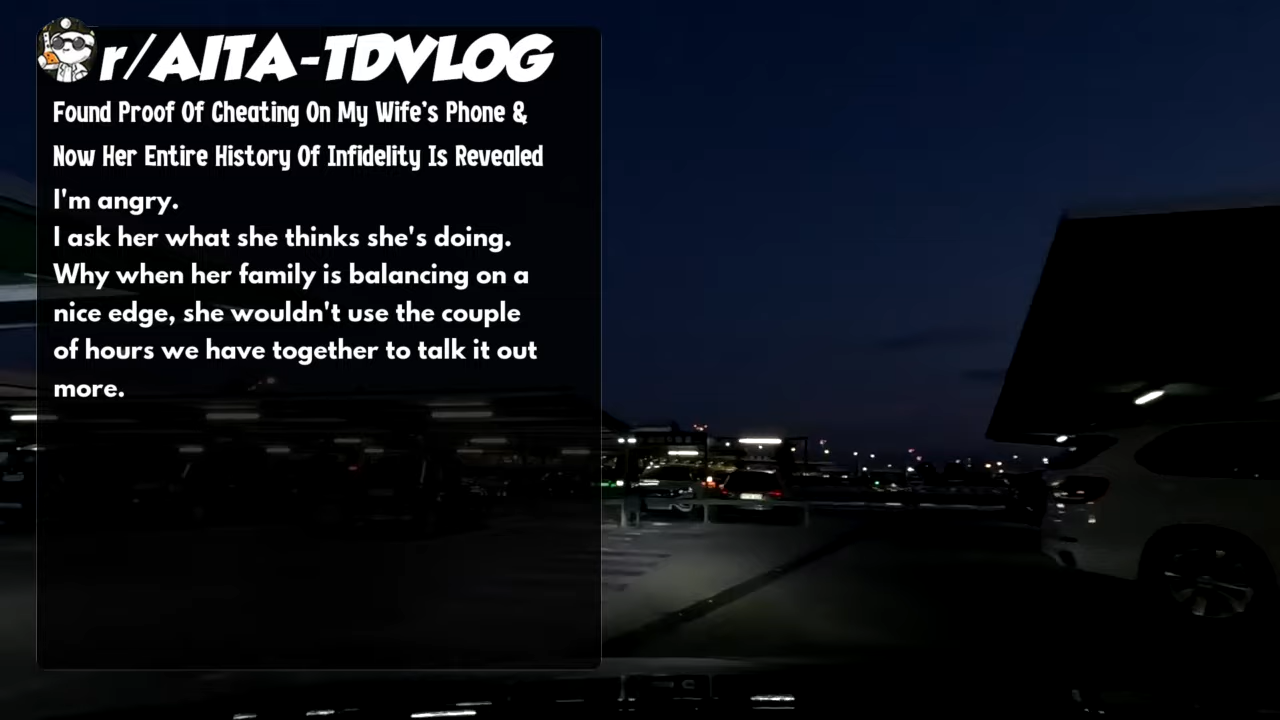 r/AITA-TDVLOG
Found Proof Of Cheating On My Wife's Phone &
Now Her Entire History Of Infidelity Is Revealed
I'm angry.
I ask her what she thinks she's doing.
Why when her family is balancing on a
nice edge, she wouldn't use the couple
of hours we have together to talk it out
more.